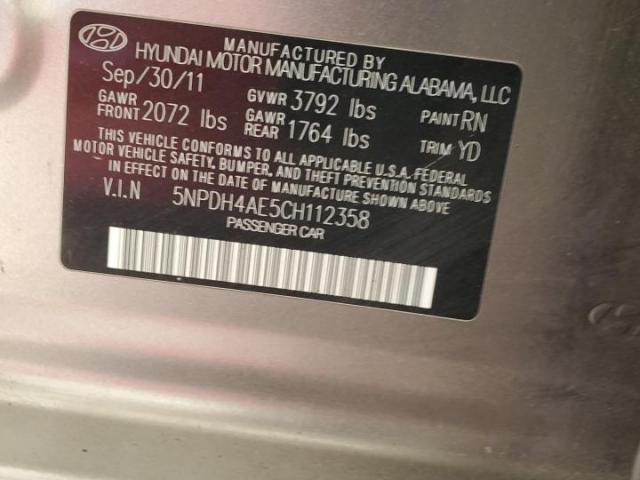 MANUFACTURED BY
HYUNDAI MOTOR MANUFACTURING ALABAMA, LLC
Sep/30/11 GVWR 3792 lbs PAINT RN
GAWR FRONT 2072 lbs GAWR REAR 1764 lbs TRIM YD
THIS VEHICLE CONFORMS TO ALL APPLICABLE U.S.A. FEDERAL
MOTOR VEHICLE SAFETY, BUMPER, AND THEFT PREVENTION STANDARDS
IN EFFECT ON THE DATE OF MANUFACTURE SHOWN ABOVE
V.I.N 5NPDH4AE5CH112358
PASSENGER CAR